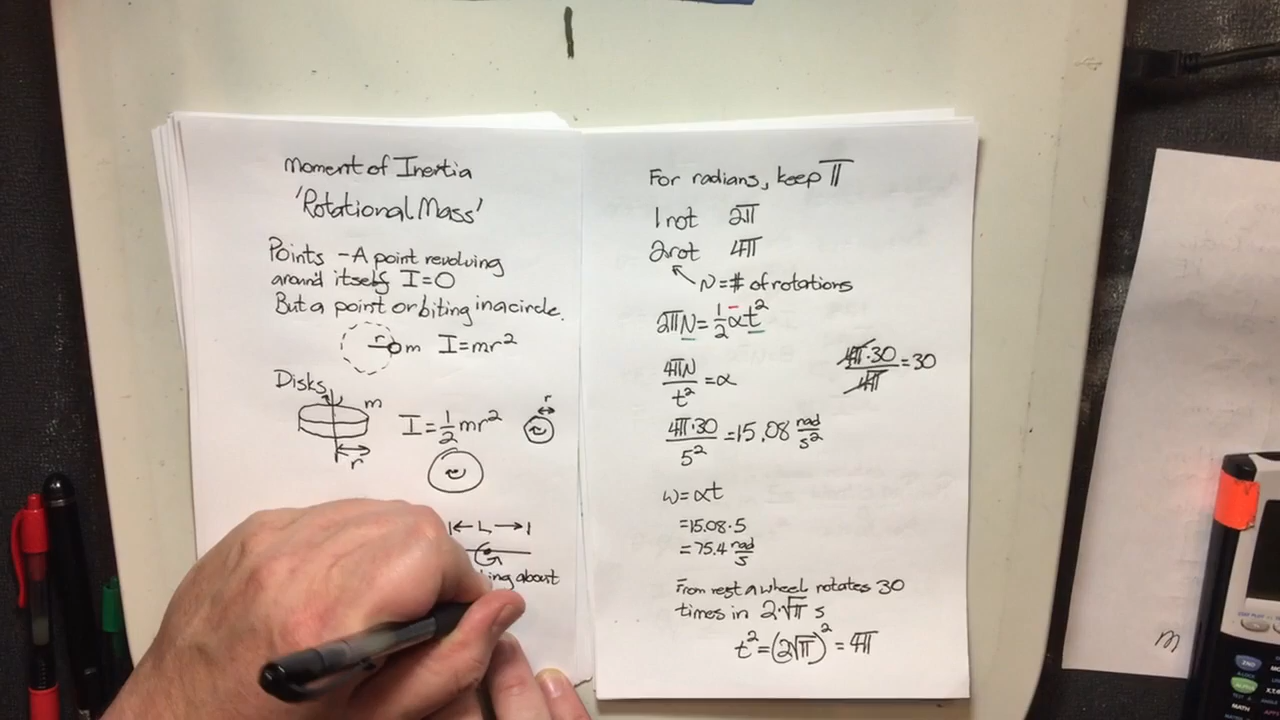 Moment of Inertia
'Rotational Mass'
Points - A point revolving
around itself I=0
But a point orbiting in a circle.
r m I=mr²
Disks
m
r
I=½mr²
r
L
about
For radians, keep π
1 rot 2π
2 rot 4π
N=# of rotations
2πN=½αt²
4πN/t²=α
4π·30/4π=30
4π·30/5²=15.08 rad/s²
ω=αt
=15.08·5
=75.4 rad/s
From rest a wheel rotates 30
times in 2√π s
t²=(2√π)²=4π
m
2ND
ALPHA
MATH
X,T,